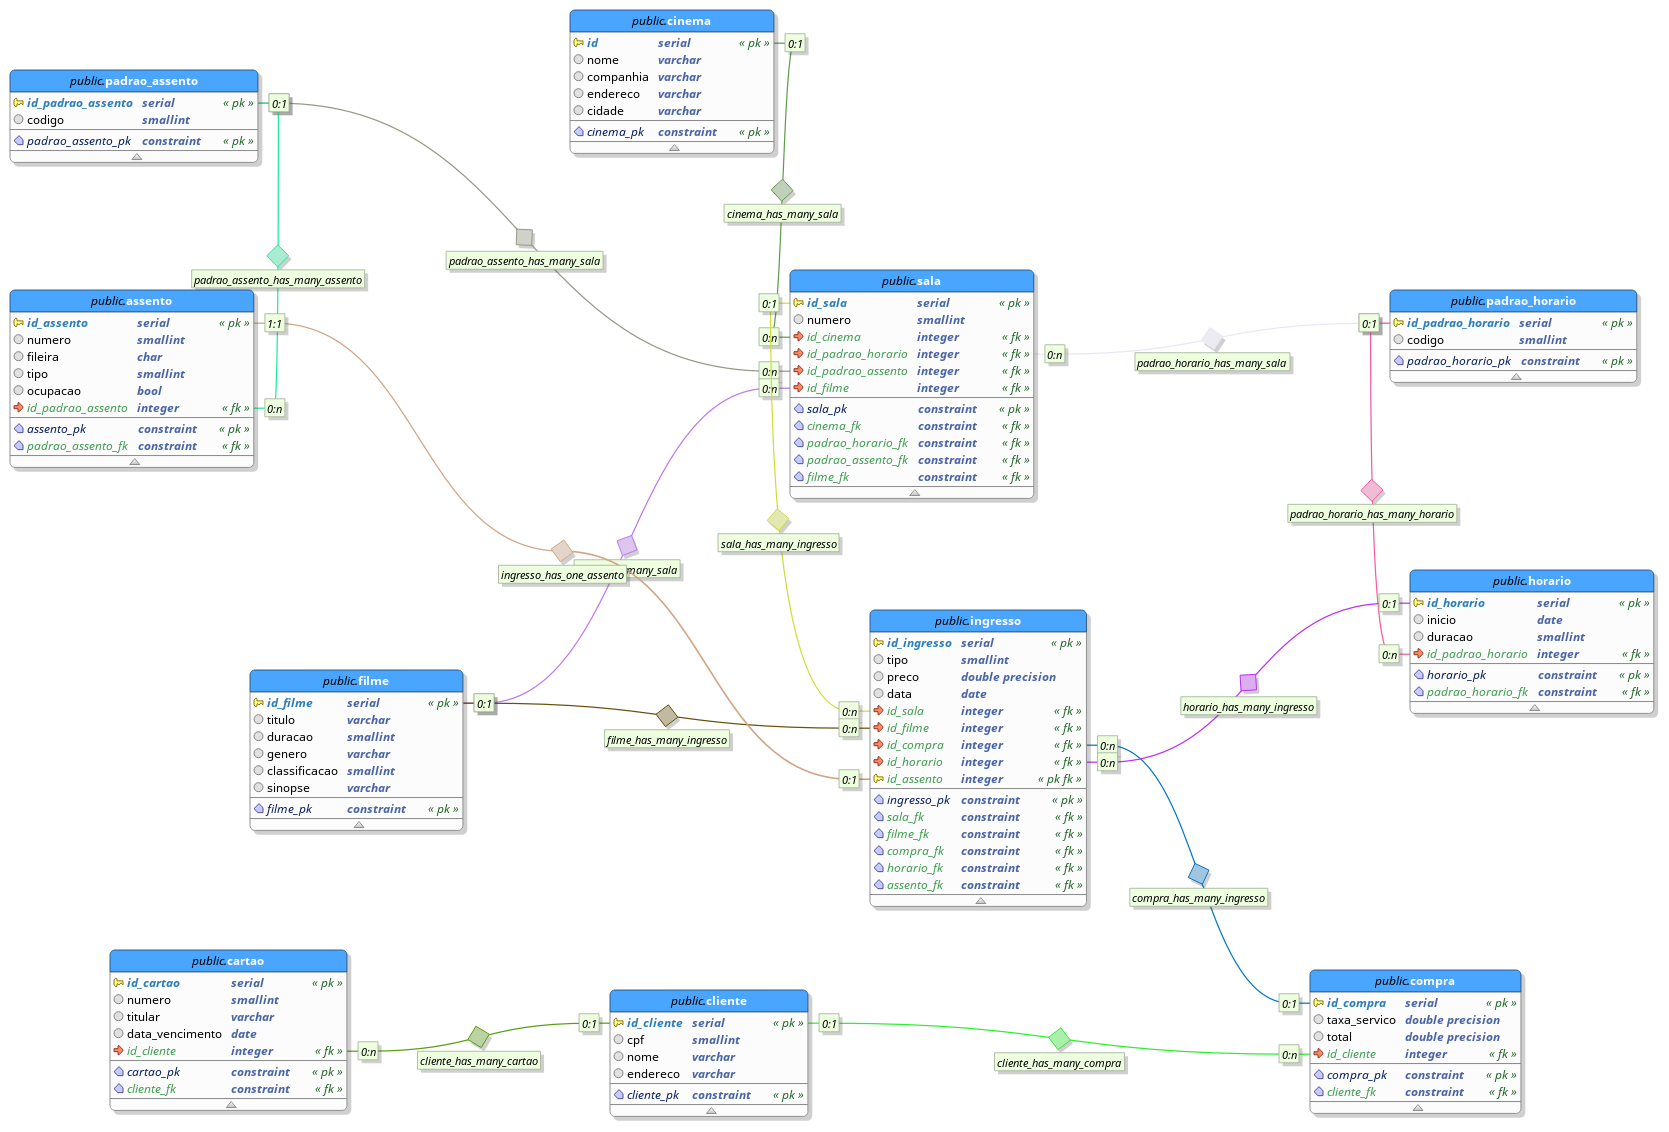 public.cinema
id serial « pk »
nome varchar
companhia varchar
endereco varchar
cidade varchar
cinema_pk constraint « pk »
0:1
public.padrao_assento
id_padrao_assento serial « pk »
codigo smallint
padrao_assento_pk constraint « pk »
0:1
cinema_has_many_sala
padrao_assento_has_many_sala
padrao_assento_has_many_assento
public.assento
id_assento serial « pk »
numero smallint
fileira char
tipo smallint
ocupacao bool
id_padrao_assento integer « fk »
assento_pk constraint « pk »
padrao_assento_fk constraint « fk »
1:1
0:n
public.sala
id_sala serial « pk »
numero smallint
id_cinema integer « fk »
id_padrao_horario integer « fk »
id_padrao_assento integer « fk »
id_filme integer « fk »
sala_pk constraint « pk »
cinema_fk constraint « fk »
padrao_horario_fk constraint « fk »
padrao_assento_fk constraint « fk »
filme_fk constraint « fk »
0:1
0:n
0:n
0:n
0:n
padrao_horario_has_many_sala
0:1
public.padrao_horario
id_padrao_horario serial « pk »
codigo smallint
padrao_horario_pk constraint « pk »
padrao_horario_has_many_horario
sala_has_many_ingresso
many_sala
ingresso_has_one_assento
public.horario
id_horario serial « pk »
inicio date
duracao smallint
id_padrao_horario integer « fk »
horario_pk constraint « pk »
padrao_horario_fk constraint « fk »
0:1
0:n
horario_has_many_ingresso
public.ingresso
id_ingresso serial « pk »
tipo smallint
preco double precision
data date
id_sala integer « fk »
id_filme integer « fk »
id_compra integer « fk »
id_horario integer « fk »
id_assento integer « pk fk »
ingresso_pk constraint « pk »
sala_fk constraint « fk »
filme_fk constraint « fk »
compra_fk constraint « fk »
horario_fk constraint « fk »
assento_fk constraint « fk »
0:n
0:n
0:1
0:n
0:n
public.filme
id_filme serial « pk »
titulo varchar
duracao smallint
genero varchar
classificacao smallint
sinopse varchar
filme_pk constraint « pk »
0:1
filme_has_many_ingresso
compra_has_many_ingresso
public.cartao
id_cartao serial « pk »
numero smallint
titular varchar
data_vencimento date
id_cliente integer « fk »
cartao_pk constraint « pk »
cliente_fk constraint « fk »
0:n
cliente_has_many_cartao
0:1
public.cliente
id_cliente serial « pk »
cpf smallint
nome varchar
endereco varchar
cliente_pk constraint « pk »
0:1
cliente_has_many_compra
0:1
0:n
public.compra
id_compra serial « pk »
taxa_servico double precision
total double precision
id_cliente integer « fk »
compra_pk constraint « pk »
cliente_fk constraint « fk »